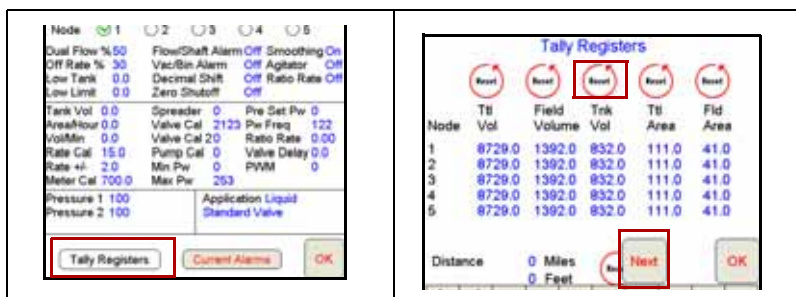 Node 1 2 3 4 5
Dual Flow % 50 Flow/Shaft Alarm Off Smoothing On
Off Rate % 30 Vac/Bin Alarm Off Agitator Off
Low Tank 0.0 Decimal Shift Off Ratio Rate Off
Low Limit 0.0 Zero Shutoff Off
Tank Vol 0.0 Spreader 0 Pre Set Pw 0
Area/Hour 0.0 Valve Cal 2123 Pw Freq 122
Vol/Min 0.0 Valve Cal 2 0 Ratio Rate 0.00
Rate Cal 15.0 Pump Cal 0 Valve Delay 0.0
Rate +/- 2.0 Min Pw 0 PWM 0
Meter Cal 700.0 Max Pw 253
Pressure 1 100 Application Liquid
Pressure 2 100 Standard Valve
Tally Registers Current Alarms OK
Tally Registers
Reset Reset Reset Reset Reset
Ttl Field Tnk Ttl Fld
Node Vol Volume Vol Area Area
1 8729.0 1392.0 832.0 111.0 41.0
2 8729.0 1392.0 832.0 111.0 41.0
3 8729.0 1392.0 832.0 111.0 41.0
4 8729.0 1392.0 832.0 111.0 41.0
5 8729.0 1392.0 832.0 111.0 41.0
Distance 0 Miles Next OK
0 Feet